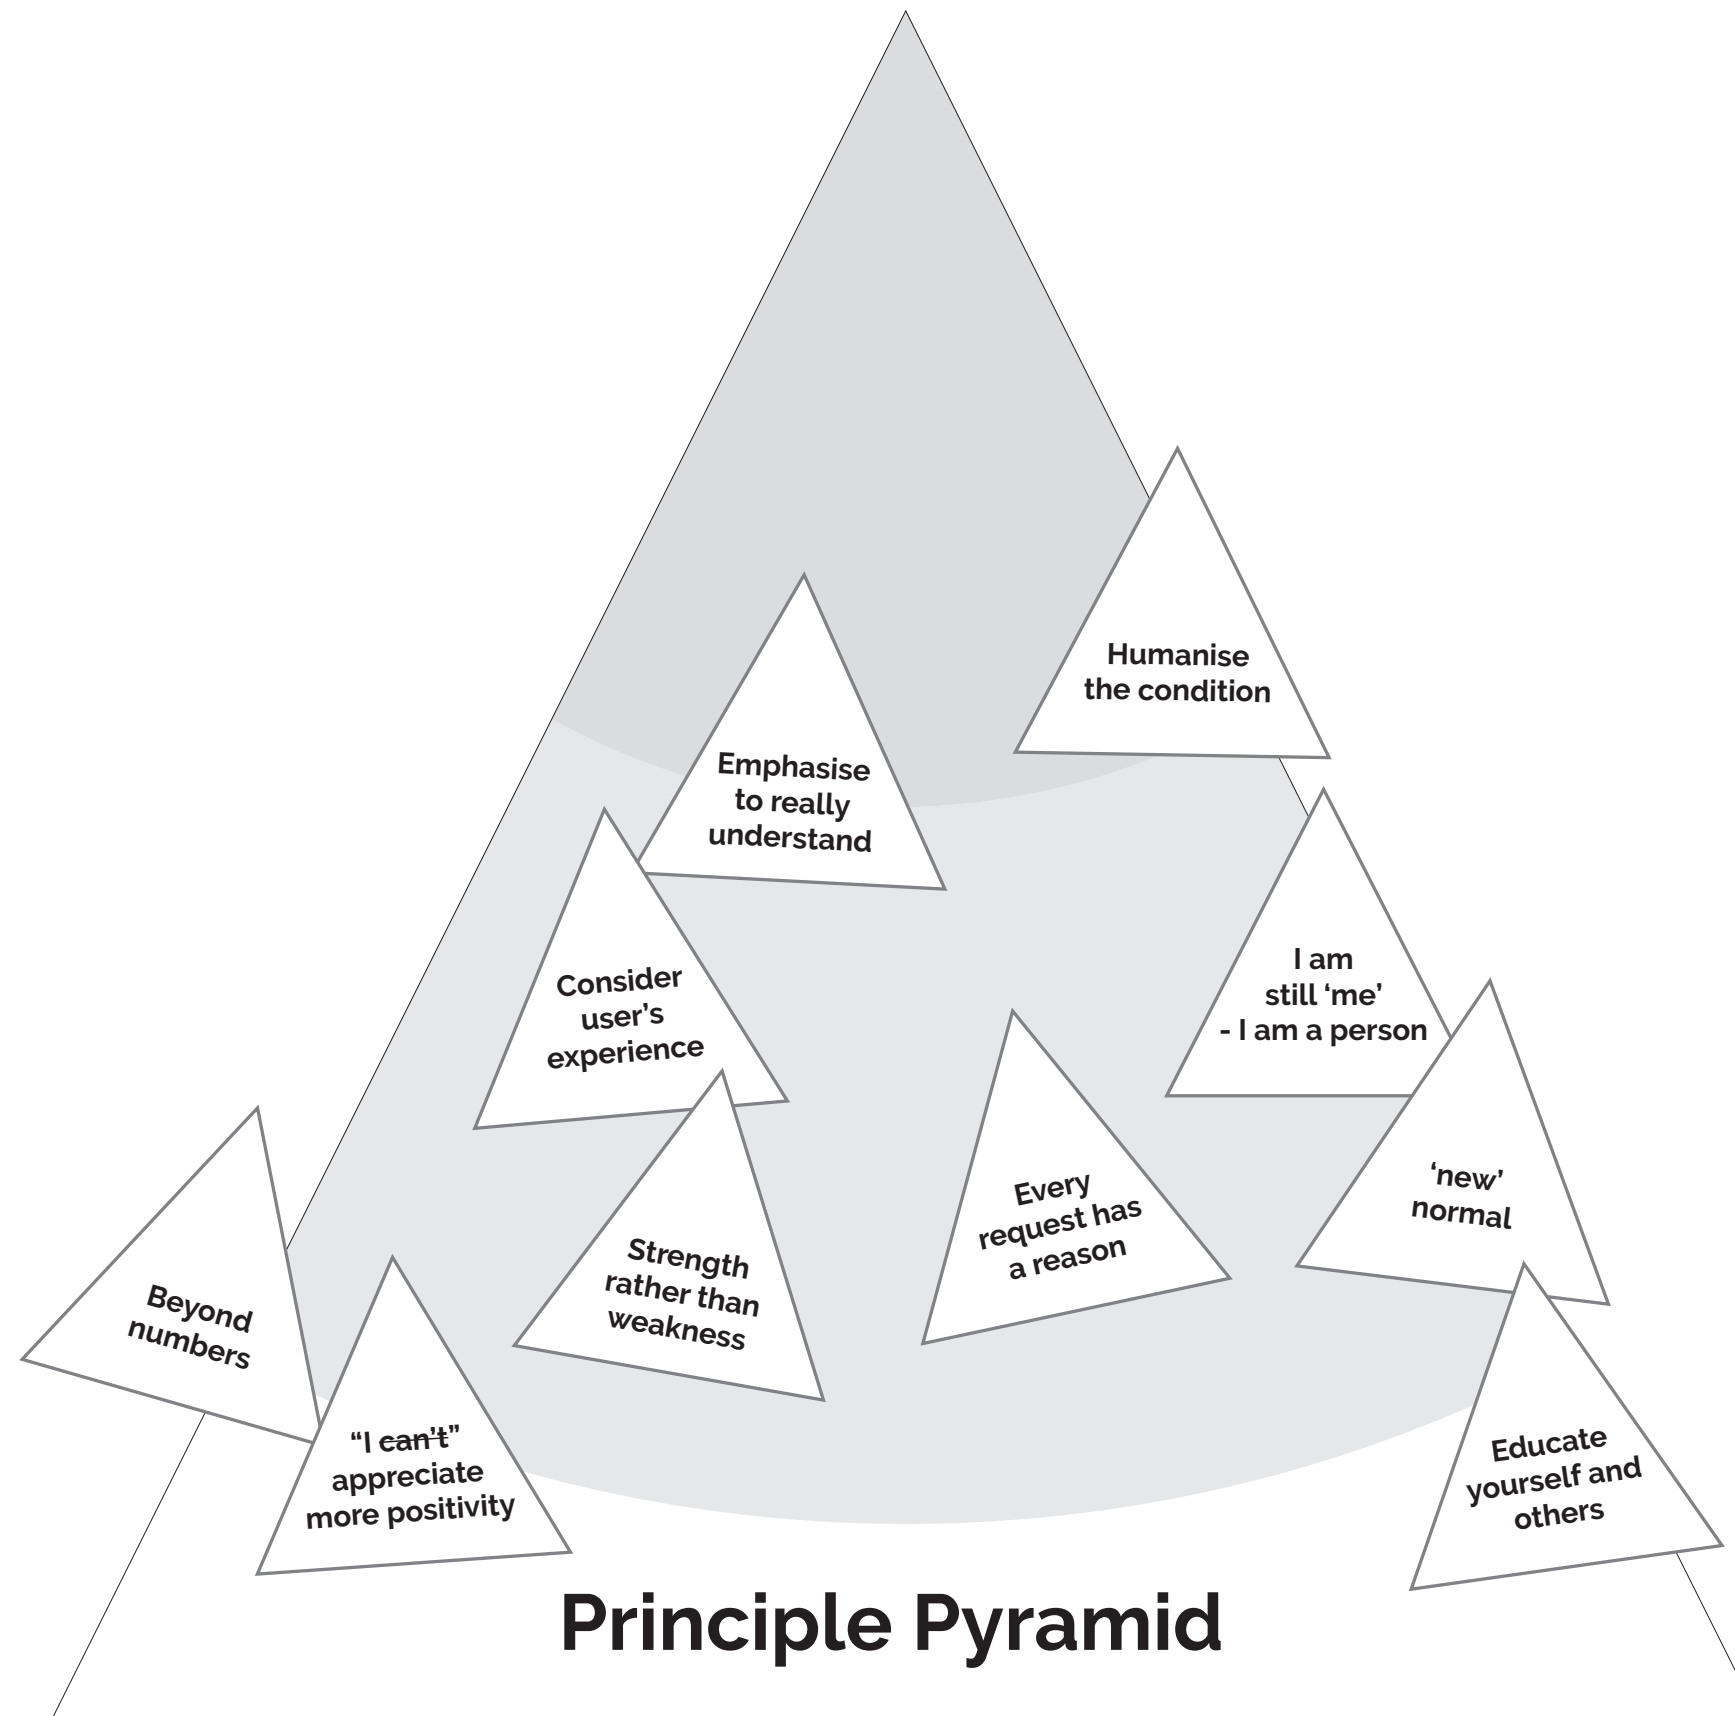 Humanise
the condition
Emphasise
to really
understand
Consider
user’s
experience
I am
still ‘me’
- I am a person
Every
request has
a reason
‘new’
normal
Strength
rather than
weakness
Beyond
numbers
“I can’t”
appreciate
more positivity
Educate
yourself and
others
Principle Pyramid